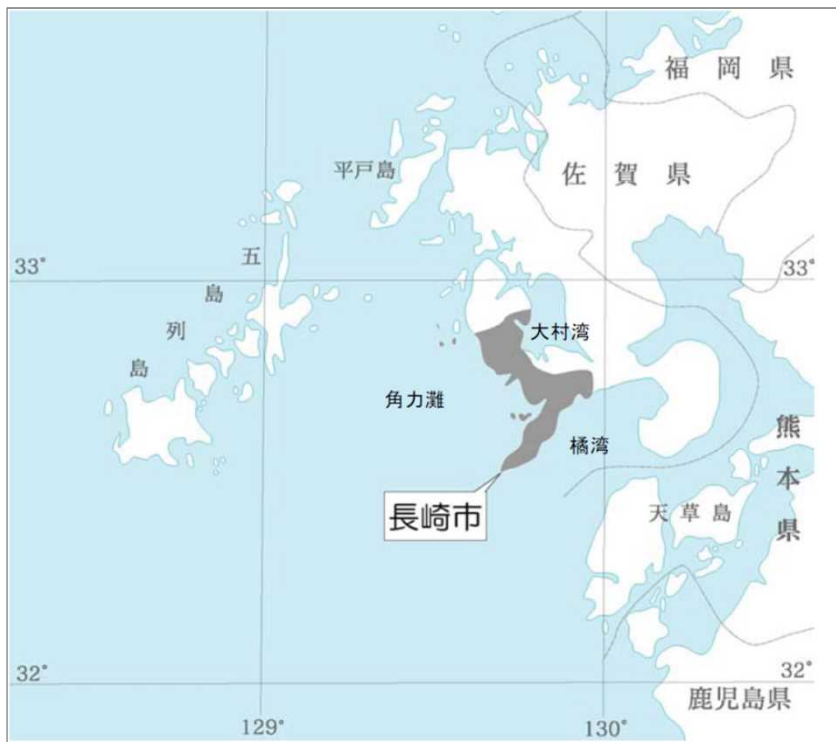 福岡県
佐賀県
平戸島
五島列島
33°
33°
大村湾
角力灘
橘湾
熊本県
長崎市
天草島
32°
32°
鹿児島県
129°
130°